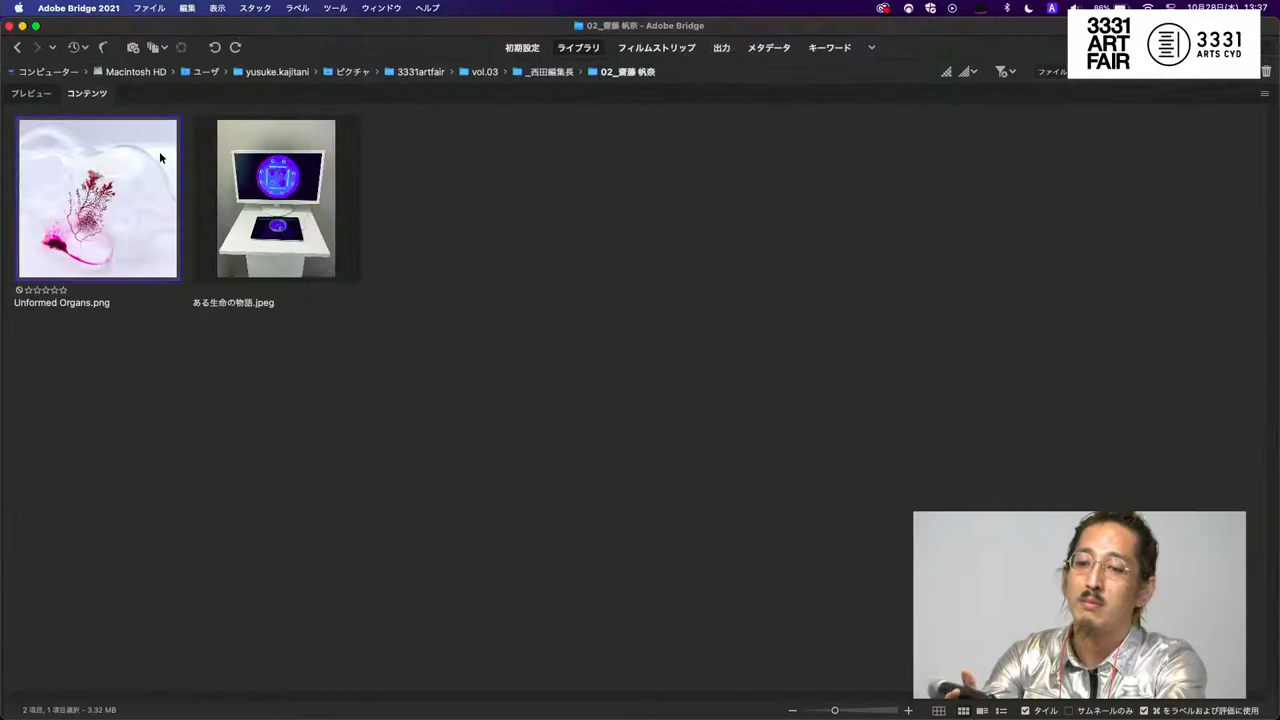 Adobe Bridge 2021 ファイル 編集 表示 スタック ラベル ツール ウィンドウ ヘルプ
86% 10月28日(木) 13:37
02_齋藤 帆奈 - Adobe Bridge
初期設定 ライブラリ フィルムストリップ 出力 メタデータ キーワード
3331
ART
FAIR
3331
ARTS CYD
コンピューター Macintosh HD ユーザ yusuke.kajitani ピクチャ 3331artfair vol.03 _西田編集長 02_齋藤 帆奈
ファイル
プレビュー コンテンツ
Unformed Organs.png
ある生命の物語.jpeg
2 項目, 1 項目選択 - 3.32 MB
タイル サムネールのみ ⌘ をラベルおよび評価に使用